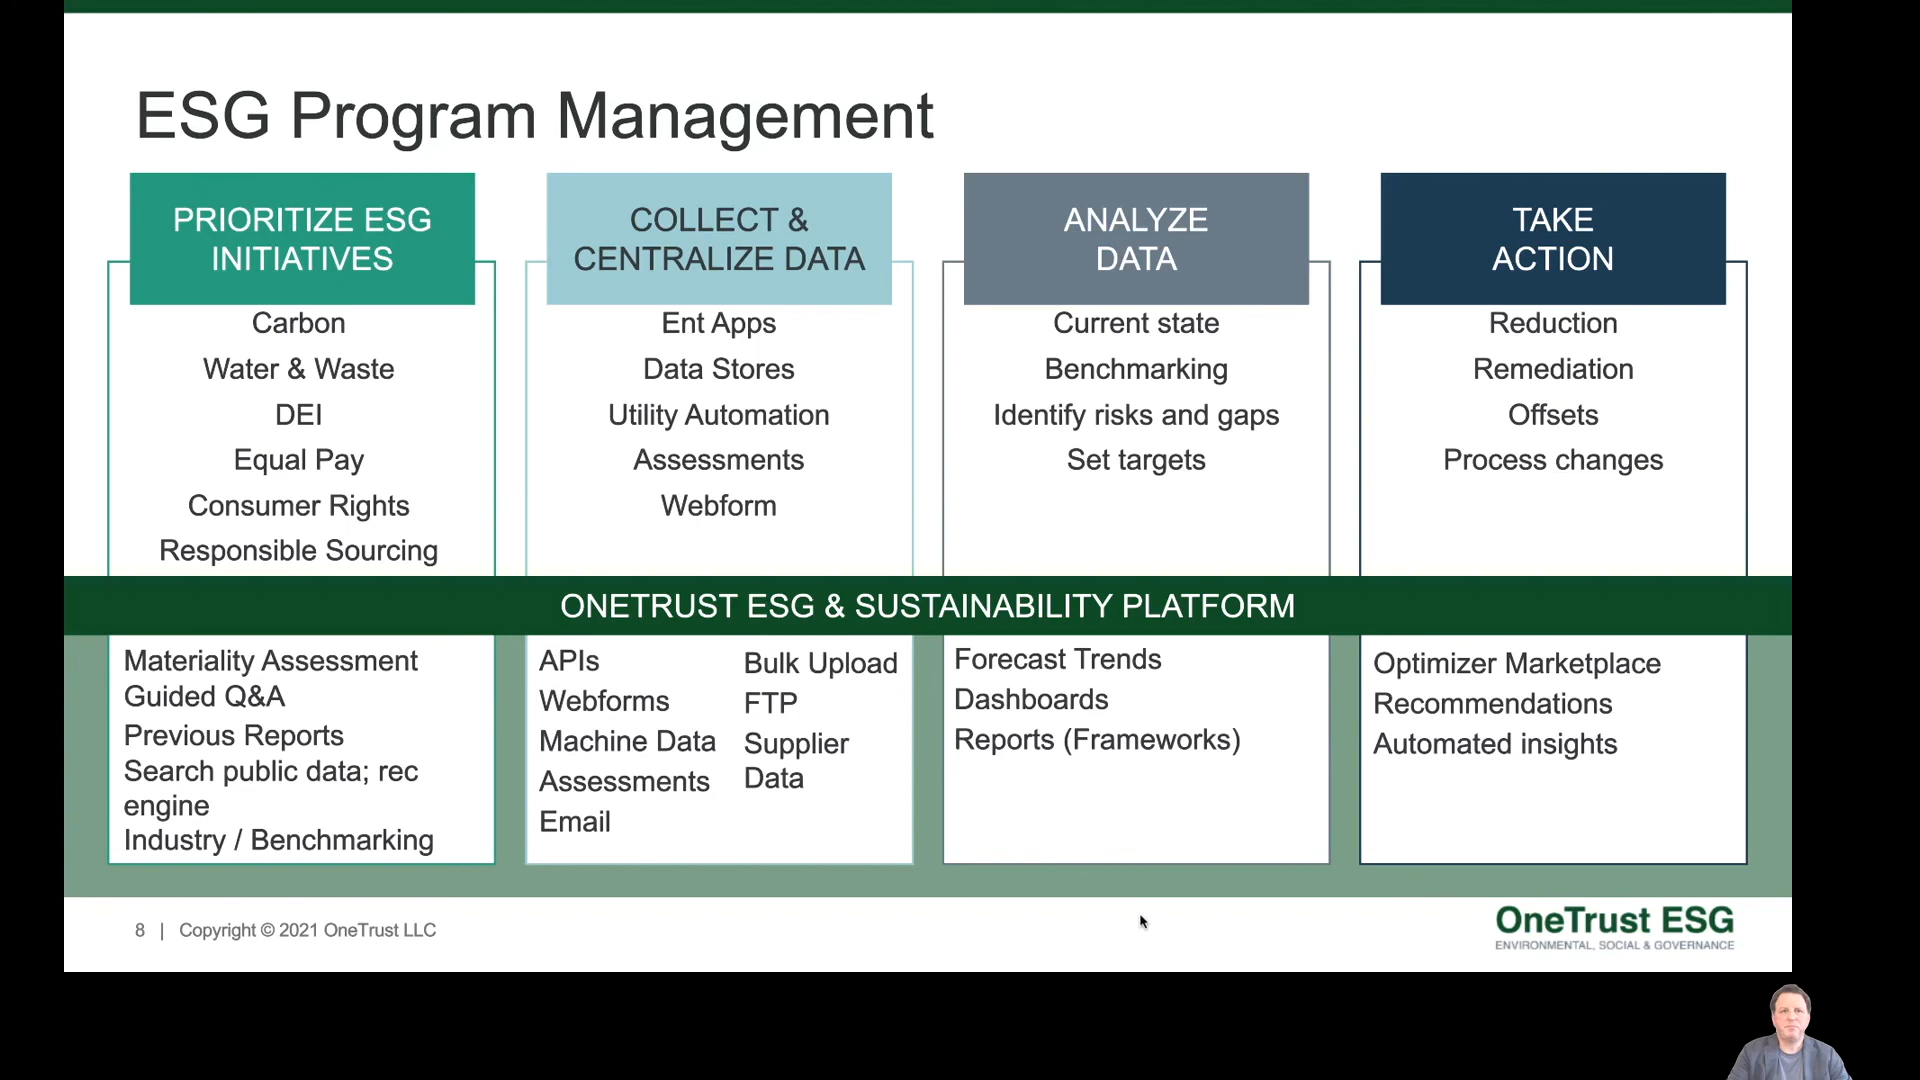 ESG Program Management
PRIORITIZE ESG
INITIATIVES
Carbon
Water & Waste
DEI
Equal Pay
Consumer Rights
Responsible Sourcing
COLLECT &
CENTRALIZE DATA
Ent Apps
Data Stores
Utility Automation
Assessments
Webform
ANALYZE
DATA
Current state
Benchmarking
Identify risks and gaps
Set targets
TAKE
ACTION
Reduction
Remediation
Offsets
Process changes
ONETRUST ESG & SUSTAINABILITY PLATFORM
Materiality Assessment
Guided Q&A
Previous Reports
Search public data; rec
engine
Industry / Benchmarking
APIs
Webforms
Machine Data
Assessments
Email
Bulk Upload
FTP
Supplier
Data
Forecast Trends
Dashboards
Reports (Frameworks)
Optimizer Marketplace
Recommendations
Automated insights
8 | Copyright © 2021 OneTrust LLC
OneTrust ESG
ENVIRONMENTAL, SOCIAL & GOVERNANCE